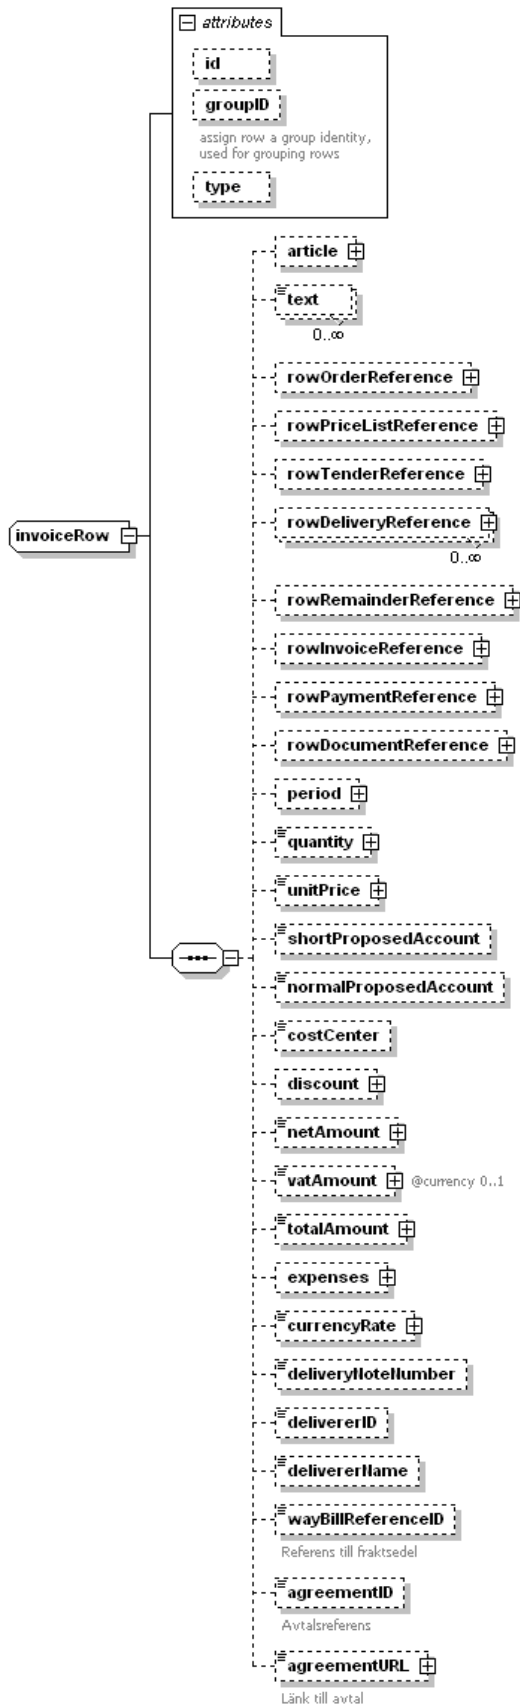 attributes
id
groupID
assign row a group identity,
used for grouping rows
type
article
text
0..∞
rowOrderReference
rowPriceListReference
rowTenderReference
invoiceRow
rowDeliveryReference
0..∞
rowRemainderReference
rowInvoiceReference
rowPaymentReference
rowDocumentReference
period
quantity
unitPrice
shortProposedAccount
normalProposedAccount
costCenter
discount
netAmount
vatAmount @currency 0..1
totalAmount
expenses
currencyRate
deliveryNoteNumber
delivererID
delivererName
wayBillReferenceID
Referens till fraktsedel
agreementID
Avtalsreferens
agreementURL
Länk till avtal